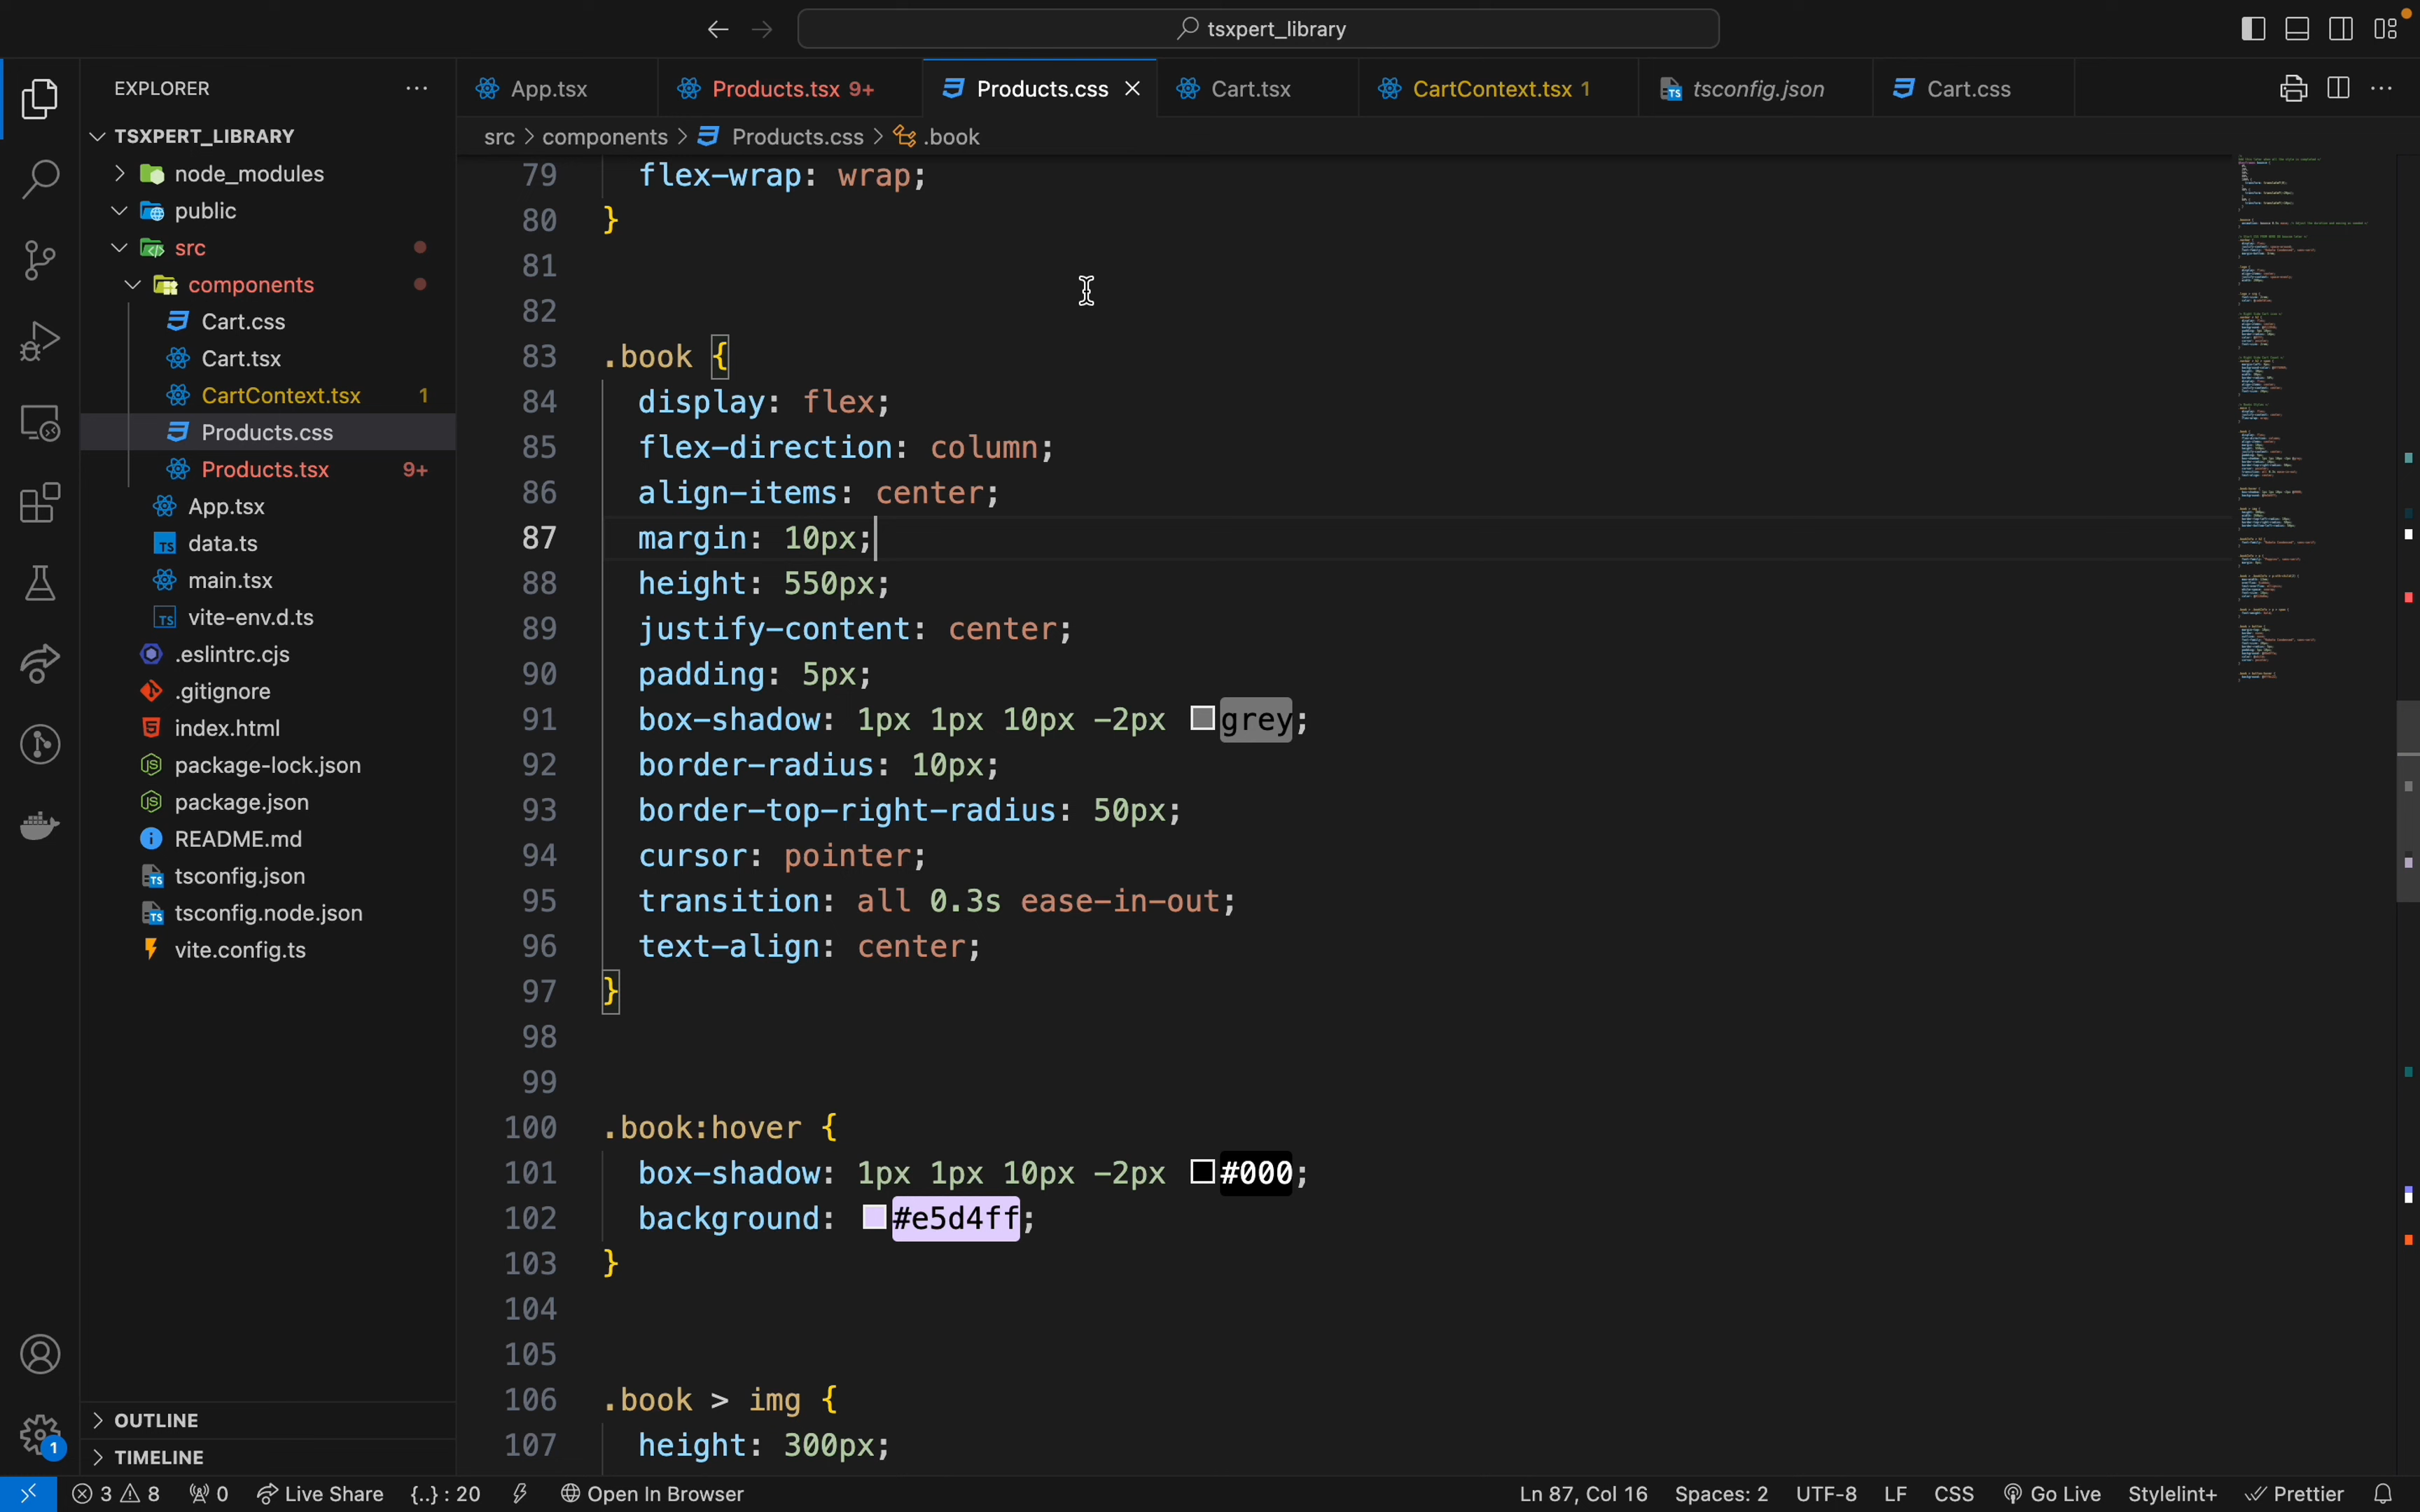 tsxpert_library
EXPLORER
App.tsx
Products.tsx 9+
Products.css
Cart.tsx
CartContext.tsx 1
tsconfig.json
Cart.css
src > components > Products.css > .book
TSXPERT_LIBRARY
node_modules
public
src
components
Cart.css
Cart.tsx
CartContext.tsx 1
Products.css
Products.tsx 9+
App.tsx
data.ts
main.tsx
vite-env.d.ts
.eslintrc.cjs
.gitignore
index.html
package-lock.json
package.json
README.md
tsconfig.json
tsconfig.node.json
vite.config.ts
OUTLINE
TIMELINE
1
79 flex-wrap: wrap;
80 }
81
82
83 .book {
84 display: flex;
85 flex-direction: column;
86 align-items: center;
87 margin: 10px;
88 height: 550px;
89 justify-content: center;
90 padding: 5px;
91 box-shadow: 1px 1px 10px -2px grey;
92 border-radius: 10px;
93 border-top-right-radius: 50px;
94 cursor: pointer;
95 transition: all 0.3s ease-in-out;
96 text-align: center;
97 }
98
99
100 .book:hover {
101 box-shadow: 1px 1px 10px -2px #000;
102 background: #e5d4ff;
103 }
104
105
106 .book > img {
107 height: 300px;
3 8 0 Live Share {..} : 20 Open In Browser Ln 87, Col 16 Spaces: 2 UTF-8 LF CSS Go Live Stylelint+ Prettier